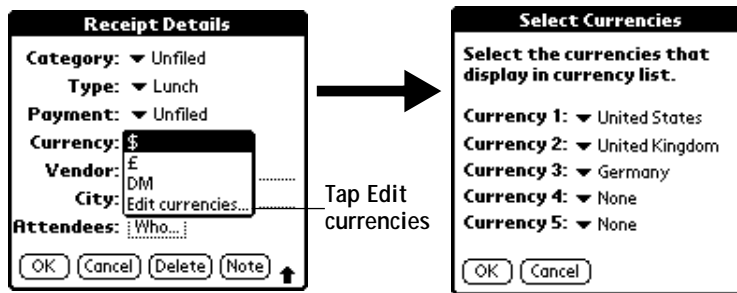 Receipt Details
Category: Unfiled
Type: Lunch
Payment: Unfiled
Currency: $
£
Vendor:
DM
City:
Edit currencies...
Attendees: Who...
OK Cancel Delete Note
Tap Edit
currencies
Select Currencies
Select the currencies that
display in currency list.
Currency 1: United States
Currency 2: United Kingdom
Currency 3: Germany
Currency 4: None
Currency 5: None
OK Cancel